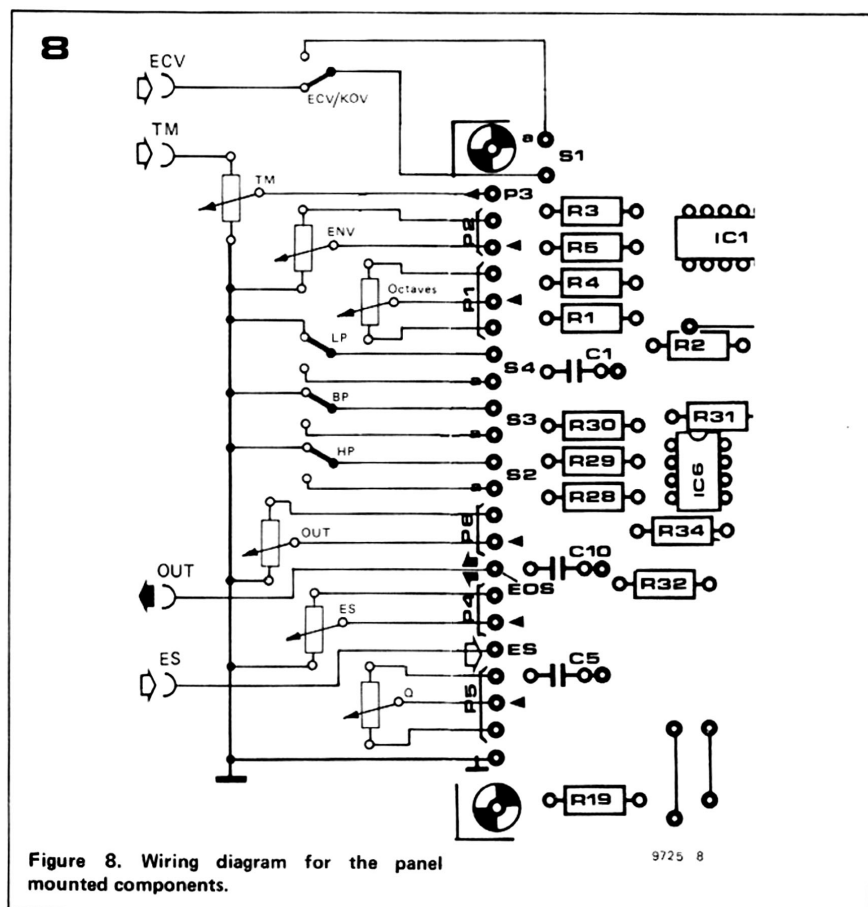 8
ECV
ECV/KOV
TM
a
S1
TM
P3
R3
IC1
ENV
P2
R5
Octaves
P1
R4
R1
LP
R2
S4
C1
a
BP
S3
R31
a
R30
HP
R29
IC6
S2
a
R28
OUT
P6
R34
OUT
C10
EOS
R32
P4
ES
ES
ES
C5
P5
Q
R19
Figure 8. Wiring diagram for the panel
mounted components.
9725 8